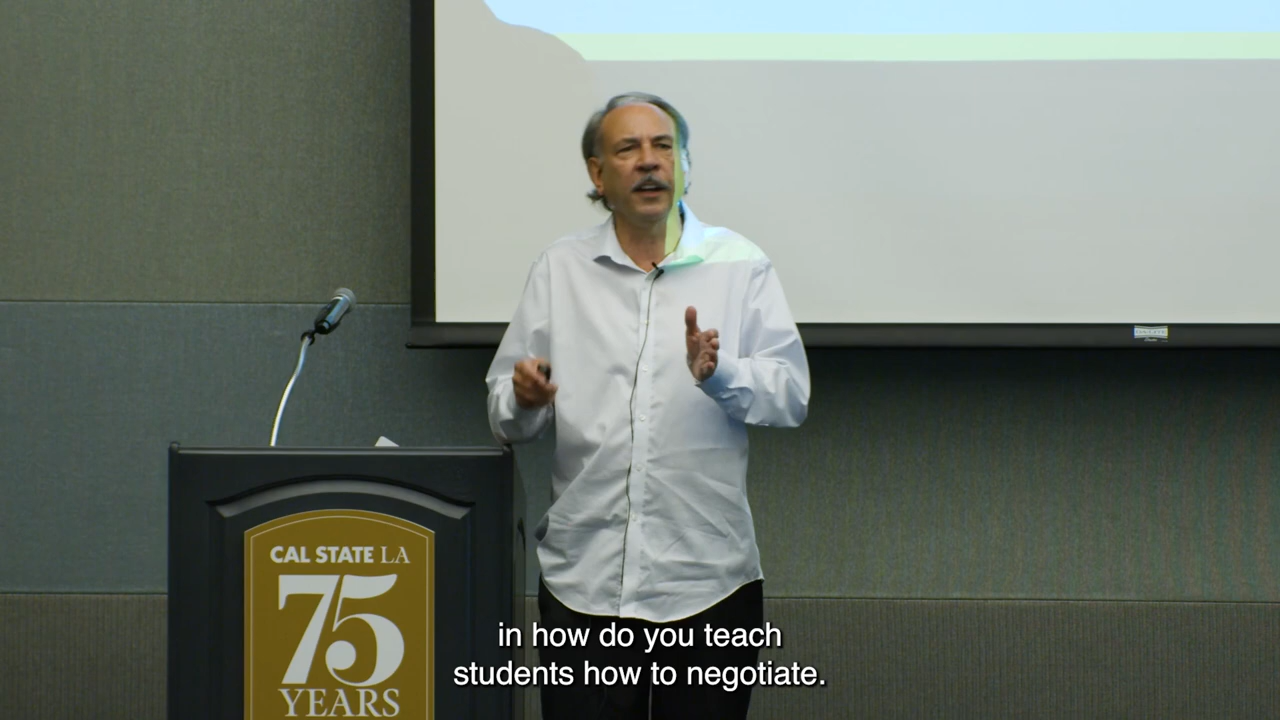 CAL STATE LA
75
YEARS
in how do you teach
students how to negotiate.